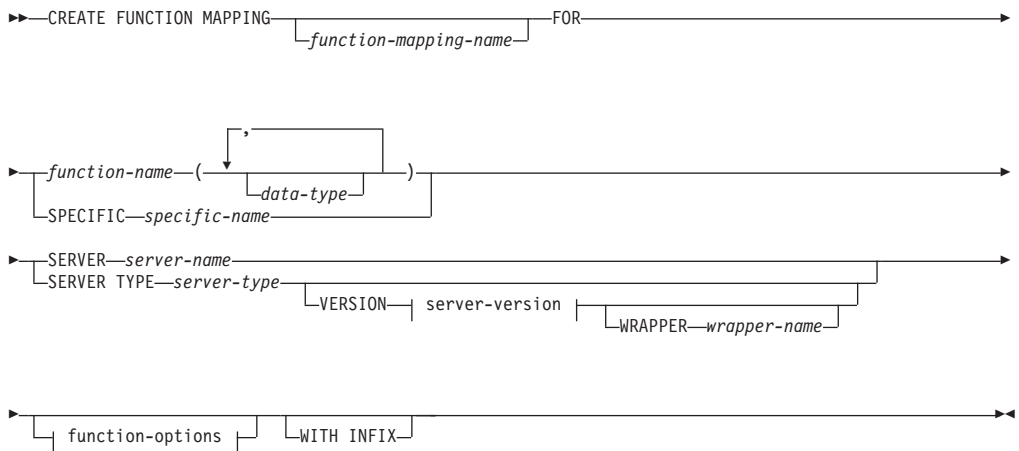 CREATE FUNCTION MAPPING FOR
function-mapping-name
,
function-name ( )
data-type
SPECIFIC specific-name
SERVER server-name
SERVER TYPE server-type
VERSION server-version
WRAPPER wrapper-name
function-options WITH INFIX